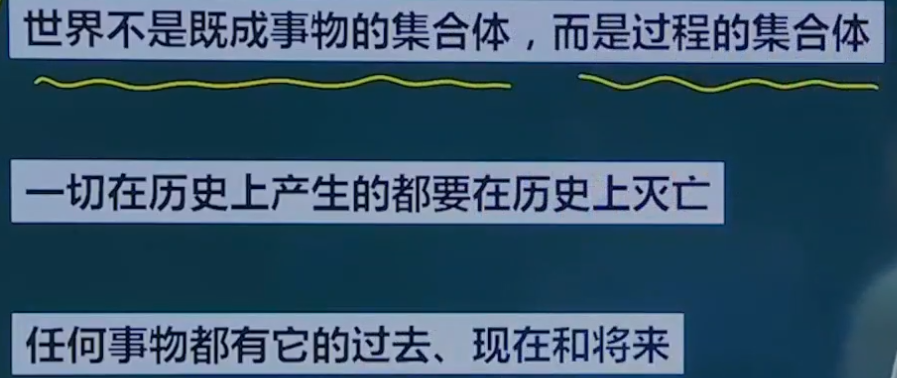 世界不是既成事物的集合体，而是过程的集合体
一切在历史上产生的都要在历史上灭亡
任何事物都有它的过去、现在和将来